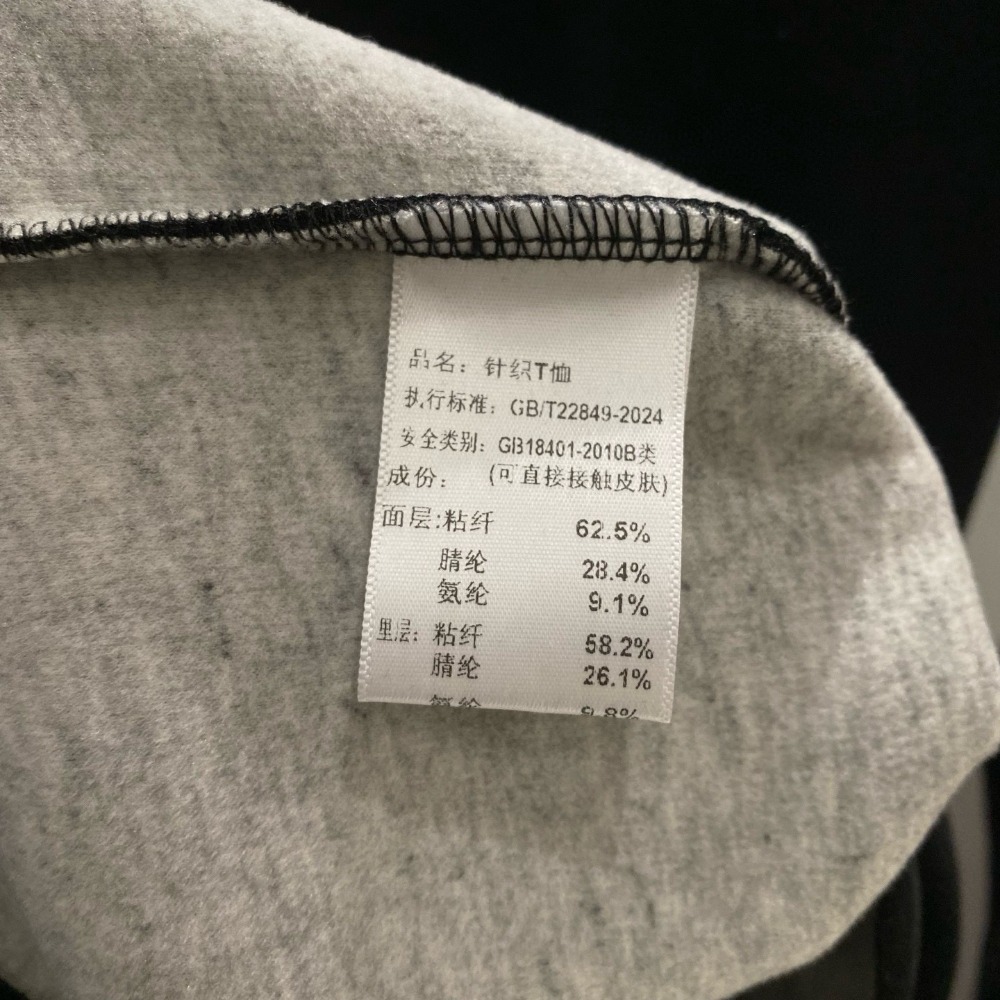 品名：针织T恤
执行标准：GB/T22849-2024
安全类别：GB18401-2010B类
成份：（可直接接触皮肤）
面层:粘纤 62.5%
腈纶 28.4%
氨纶 9.1%
里层：粘纤 58.2%
腈纶 26.1%